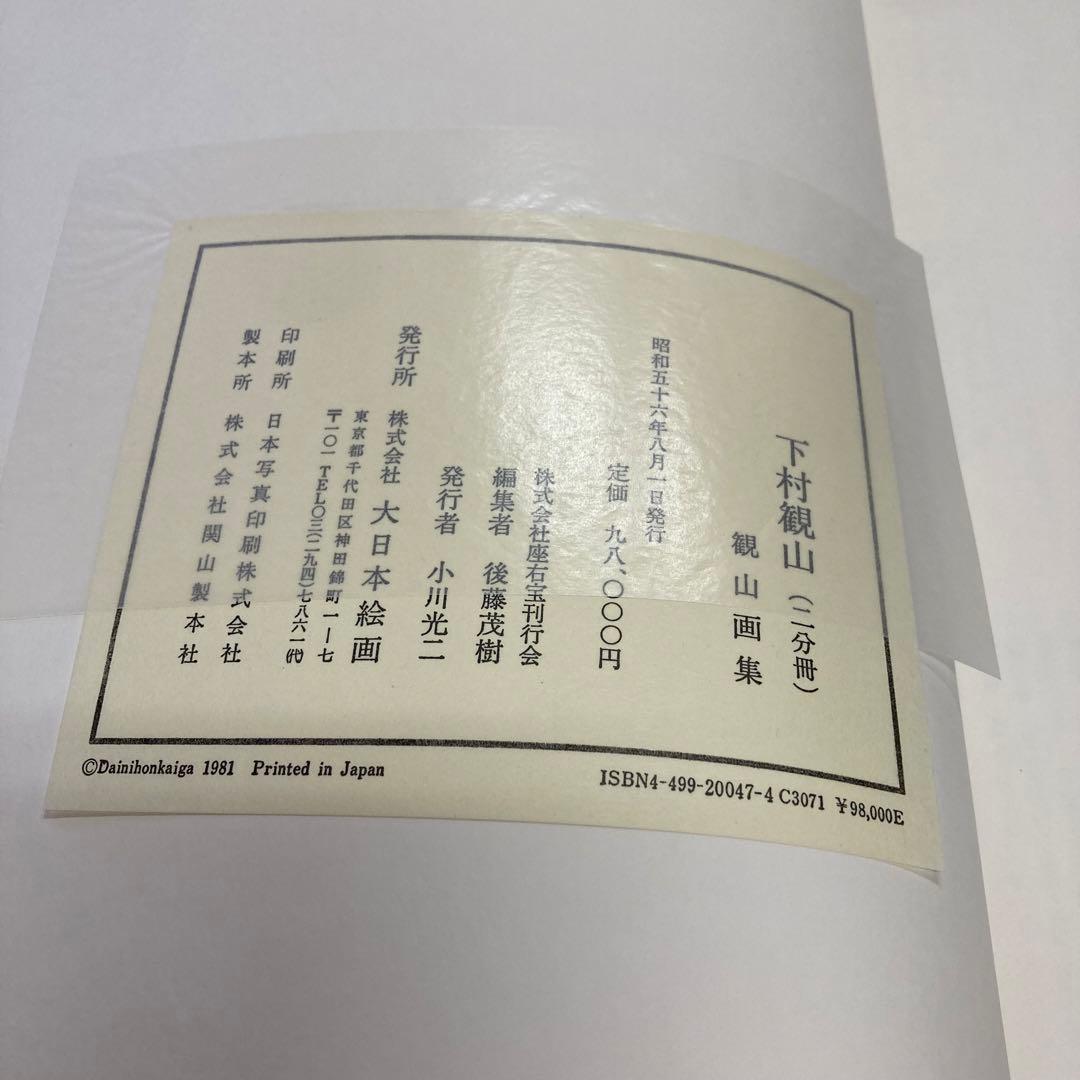 下村観山(二分冊)
観山画集
昭和五十六年八月一日発行
定価 九八、〇〇〇円
株式会社座右宝刊行会
編集者 後藤茂樹
発行者 小川光二
発行所 株式会社 大日本絵画
東京都千代田区神田錦町一ー七
〒一〇一 TEL〇三(二九四)七八六一㈹
印刷所 日本写真印刷株式会社
製本所 株式会社関山製本社
©Dainihonkaiga 1981 Printed in Japan
ISBN4-499-20047-4 C3071 ¥98,000E